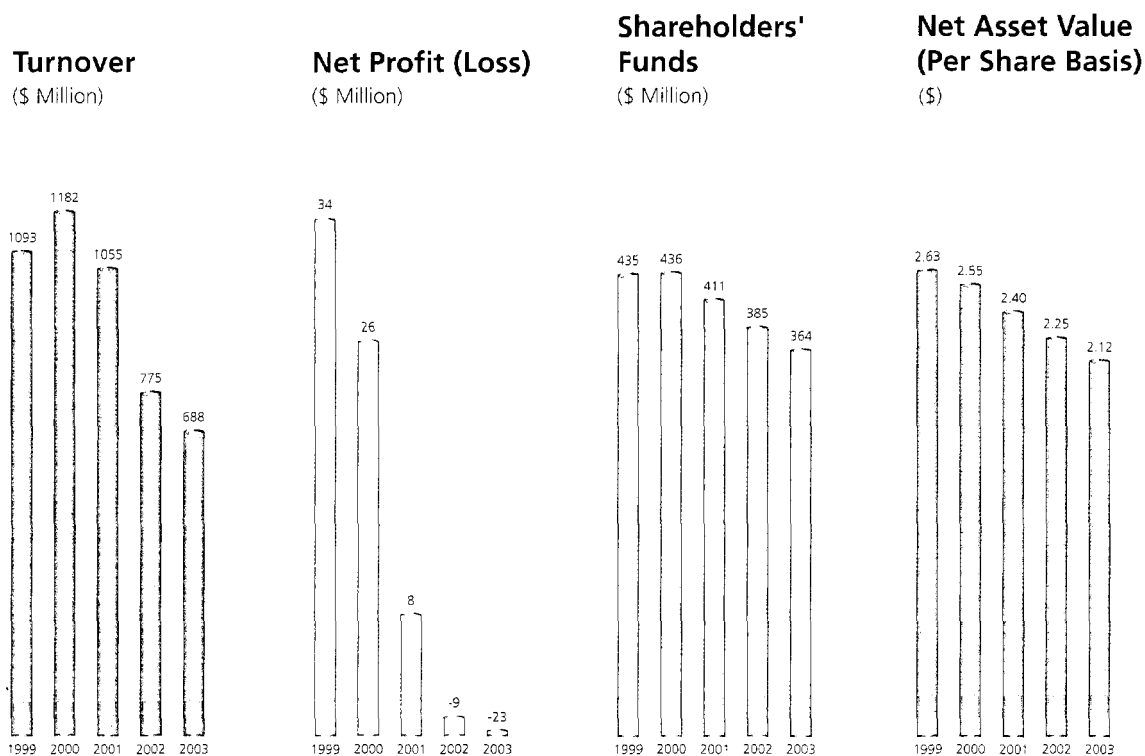 Turnover
($ Million)
1093
1182
1055
775
688
1999 2000 2001 2002 2003
Net Profit (Loss)
($ Million)
34
26
8
-9
-23
1999 2000 2001 2002 2003
Shareholders'
Funds
($ Million)
435
436
411
385
364
1999 2000 2001 2002 2003
Net Asset Value
(Per Share Basis)
($)
2.63
2.55
2.40
2.25
2.12
1999 2000 2001 2002 2003